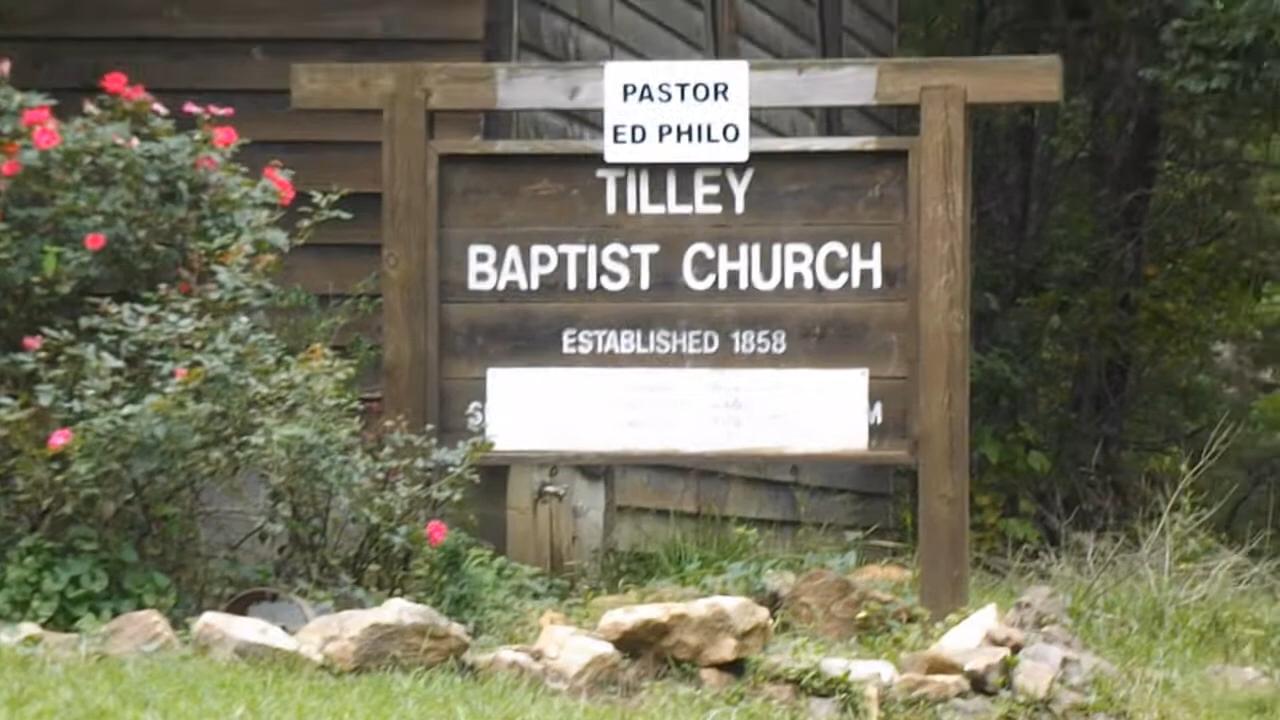 PASTOR
ED PHILO
TILLEY
BAPTIST CHURCH
ESTABLISHED 1858